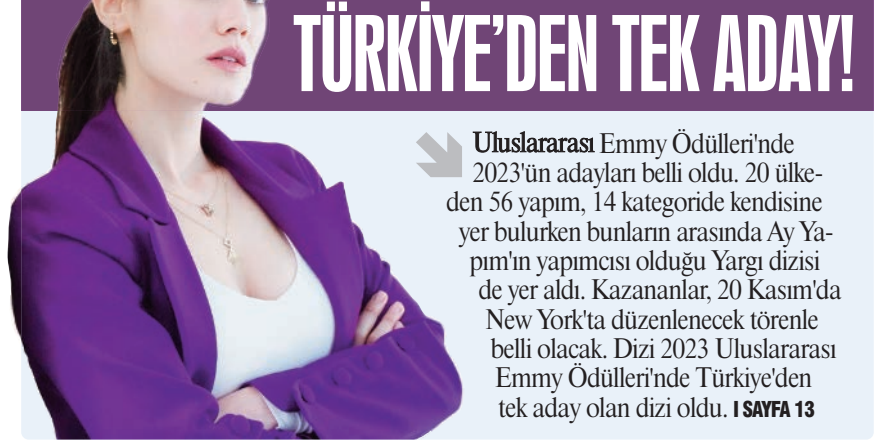 TÜRKİYE'DEN TEK ADAY!
Uluslararası Emmy Ödülleri'nde
2023'ün adayları belli oldu. 20 ülke-
den 56 yapım, 14 kategoride kendisine
yer bulurken bunların arasında Ay Ya-
pım'ın yapımcısı olduğu Yargı dizisi
de yer aldı. Kazananlar, 20 Kasım'da
New York'ta düzenlenecek törenle
belli olacak. Dizi 2023 Uluslararası
Emmy Ödülleri'nde Türkiye'den
tek aday olan dizi oldu. I SAYFA 13